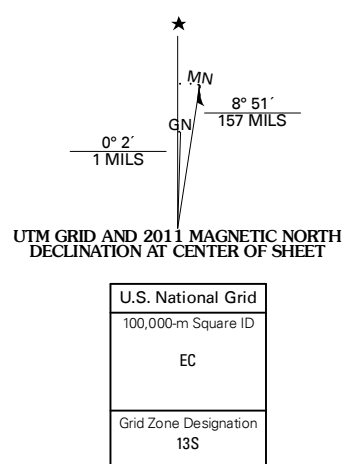 MN
8° 51´
157 MILS
GN
0° 2´
1 MILS
UTM GRID AND 2011 MAGNETIC NORTH
DECLINATION AT CENTER OF SHEET
U.S. National Grid
100,000-m Square ID
EC
Grid Zone Designation
13S